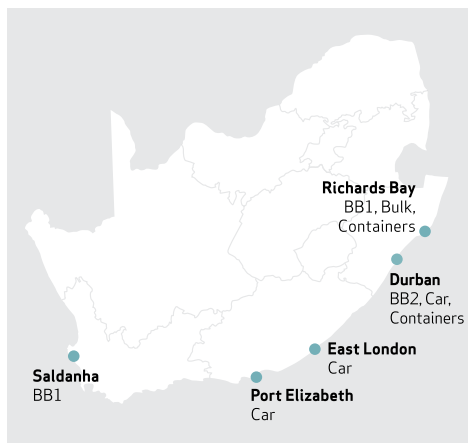 Richards Bay
BB1, Bulk,
Containers
Durban
BB2, Car,
Containers
East London
Car
Saldanha
BB1
Port Elizabeth
Car